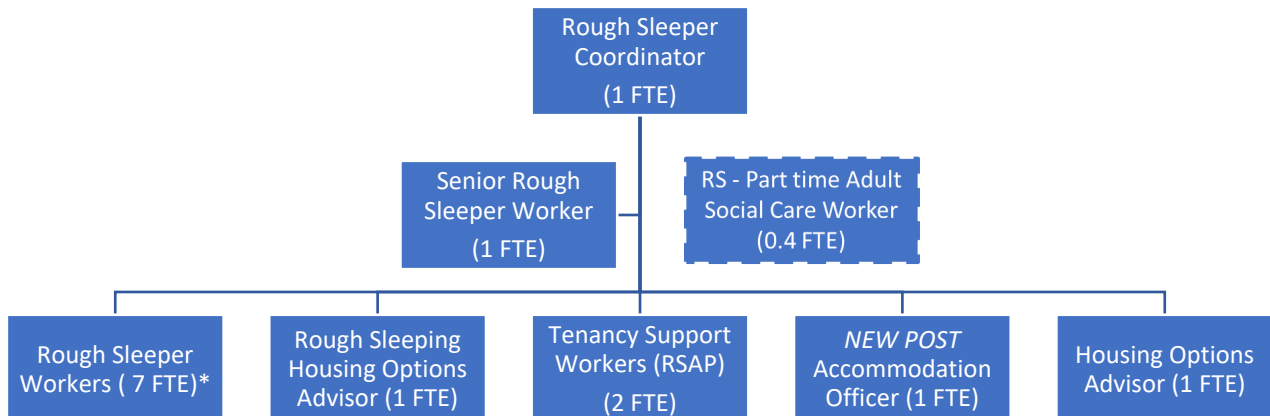 Rough Sleeper
Coordinator
(1 FTE)
Senior Rough
Sleeper Worker
(1 FTE)
RS - Part time Adult
Social Care Worker
(0.4 FTE)
Rough Sleeper
Workers ( 7 FTE)*
Rough Sleeping
Housing Options
Advisor (1 FTE)
Tenancy Support
Workers (RSAP)
(2 FTE)
NEW POST
Accommodation
Officer (1 FTE)
Housing Options
Advisor (1 FTE)